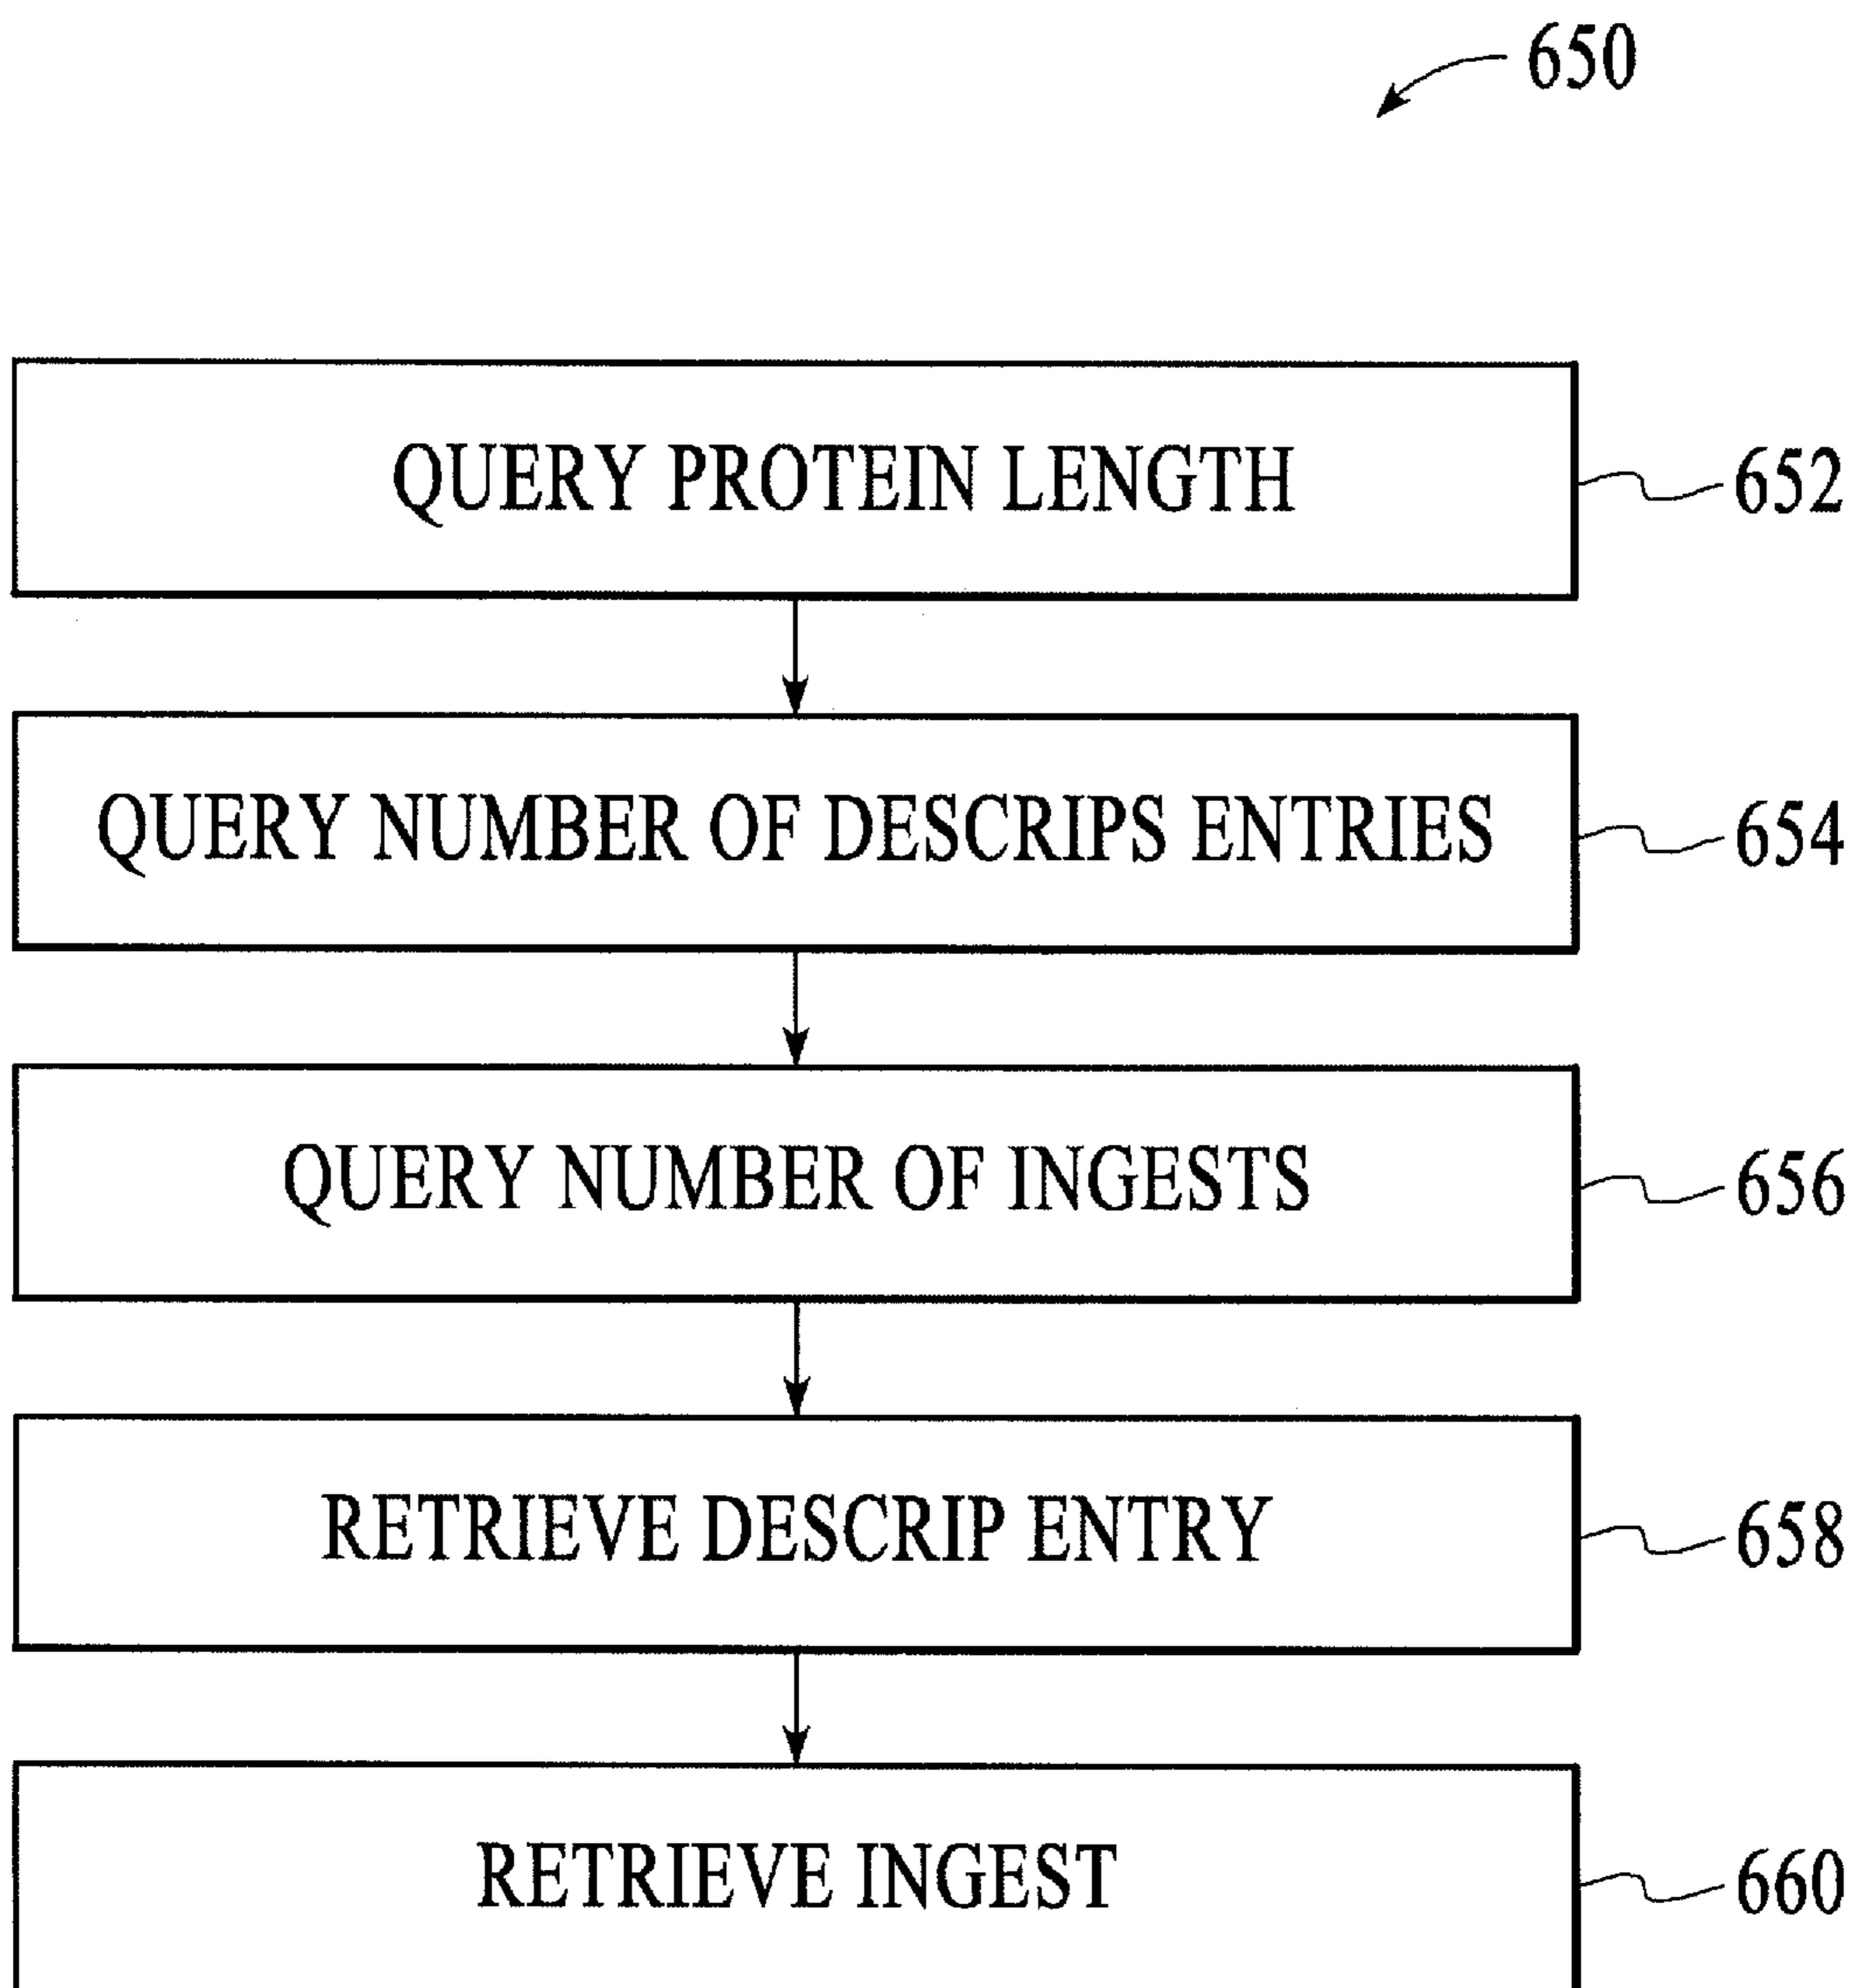 650
QUERY PROTEIN LENGTH
652
QUERY NUMBER OF DESCRIPS ENTRIES
654
QUERY NUMBER OF INGESTS
656
RETRIEVE DESCRIP ENTRY
658
RETRIEVE INGEST
660